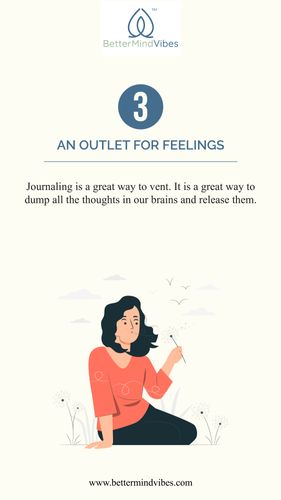 TM
BetterMindVibes
3
AN OUTLET FOR FEELINGS
Journaling is a great way to vent. It is a great way to
dump all the thoughts in our brains and release them.
www.bettermindvibes.com